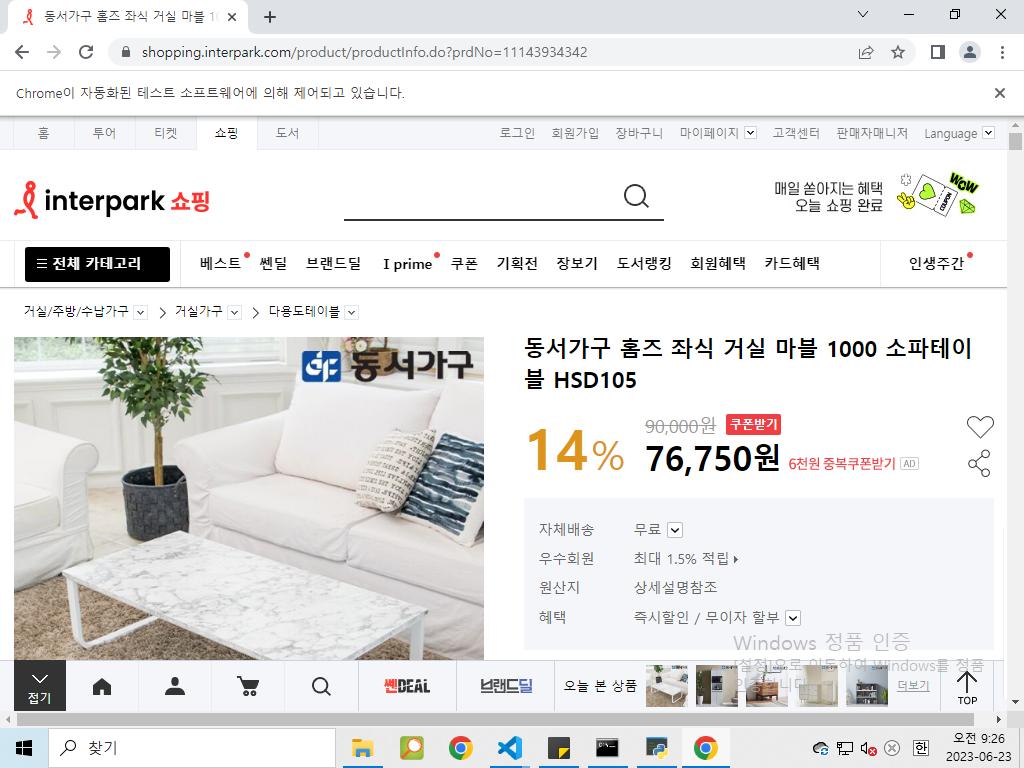 동서가구 홈즈 좌식 거실 마블 10
shopping.interpark.com/product/productInfo.do?prdNo=11143934342
Chrome이 자동화된 테스트 소프트웨어에 의해 제어되고 있습니다.
홈 투어 티켓 쇼핑 도서 로그인 회원가입 장바구니 마이페이지 고객센터 판매자매니저 Language
interpark 쇼핑
매일 쏟아지는 혜택
오늘 쇼핑 완료
WOW
COUPON
전체 카테고리 베스트 쎈딜 브랜드딜 I prime 쿠폰 기획전 장보기 도서랭킹 회원혜택 카드혜택 인생주간
거실/주방/수납가구 거실가구 다용도테이블
동서가구
동서가구 홈즈 좌식 거실 마블 1000 소파테이
블 HSD105
14%
90,000원 쿠폰받기
76,750원 6천원 중복쿠폰받기 AD
자체배송 무료
우수회원 최대 1.5% 적립
원산지 상세설명참조
혜택 즉시할인 / 무이자 할부
Windows 정품 인증
[설정]으로 이동하여 Windows를 정품
인증합니다.
접기 쎈DEAL 브랜드딜 오늘 본 상품 더보기 TOP
찾기
한
오전 9:26
2023-06-23